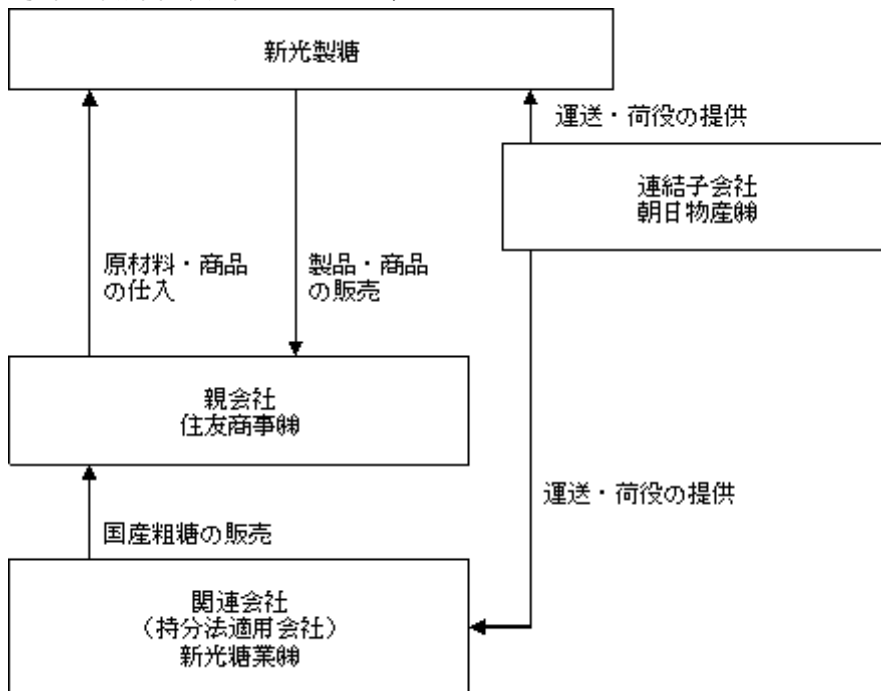 新光製糖
運送・荷役の提供
連結子会社
朝日物産㈱
原材料・商品
の仕入
製品・商品
の販売
親会社
住友商事㈱
運送・荷役の提供
国産粗糖の販売
関連会社
（持分法適用会社）
新光糖業㈱